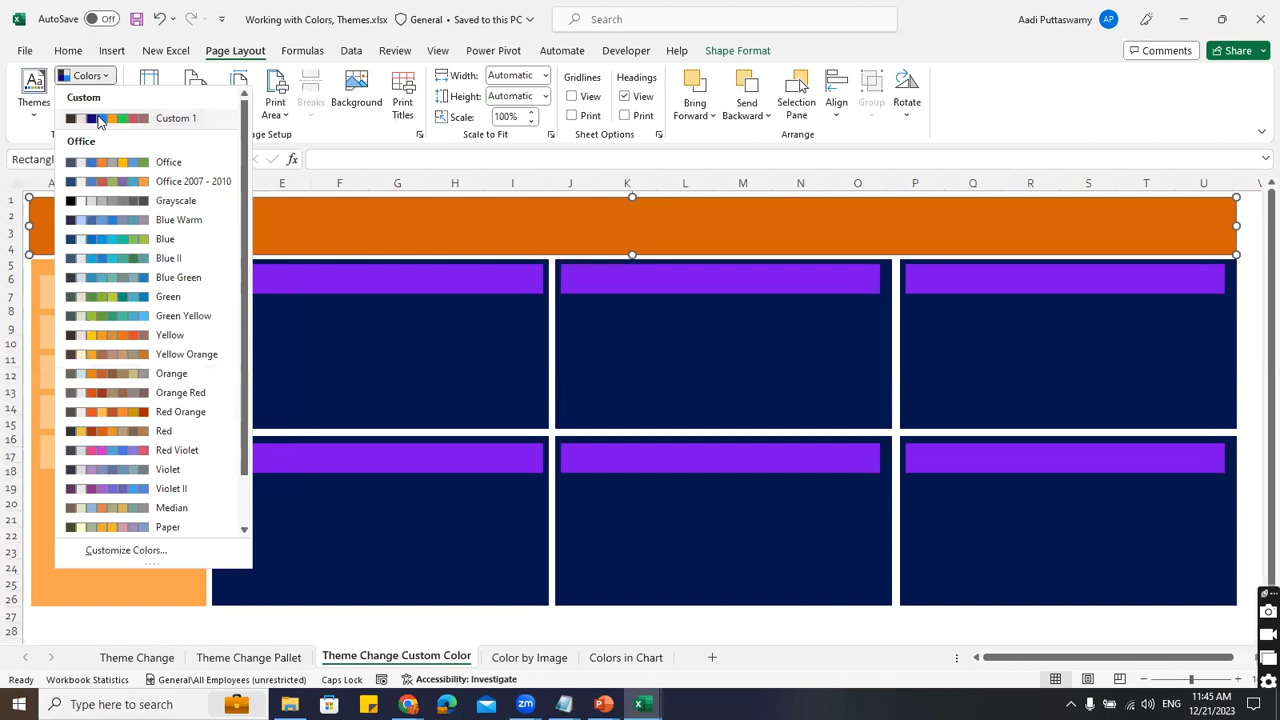 AutoSave Off Working with Colors, Themes.xlsx General • Saved to this PC Search Aadi Puttaswamy AP
File Home Insert New Excel Page Layout Formulas Data Review View Power Pivot Automate Developer Help Shape Format Comments Share
Colors Width: Automatic Gridlines Headings
Height: Automatic View View
Scale: 100% Print Print
Themes
Print Area Breaks Background Print Titles
Bring Forward Send Backward Selection Pane Align Group Rotate
Scale to Fit
Rectangl fx
Custom
Custom 1
Office
Office
Office 2007 - 2010
Grayscale
Blue Warm
Blue
Blue II
Blue Green
Green
Green Yellow
Yellow
Yellow Orange
Orange
Orange Red
Red Orange
Red
Red Violet
Violet
Violet II
Median
Paper
Customize Colors...
E F G H I J K L M N O P Q R S T U
1
2
3
4
5
6
7
8
9
10
11
12
13
14
15
16
17
18
19
20
21
22
23
24
25
26
27
28
Theme Change Theme Change Pallet Theme Change Custom Color Color by Image Colors in Chart
Ready Workbook Statistics General\All Employees (unrestricted) Caps Lock Accessibility: Investigate
Type here to search ENG 11:45 AM
12/21/2023